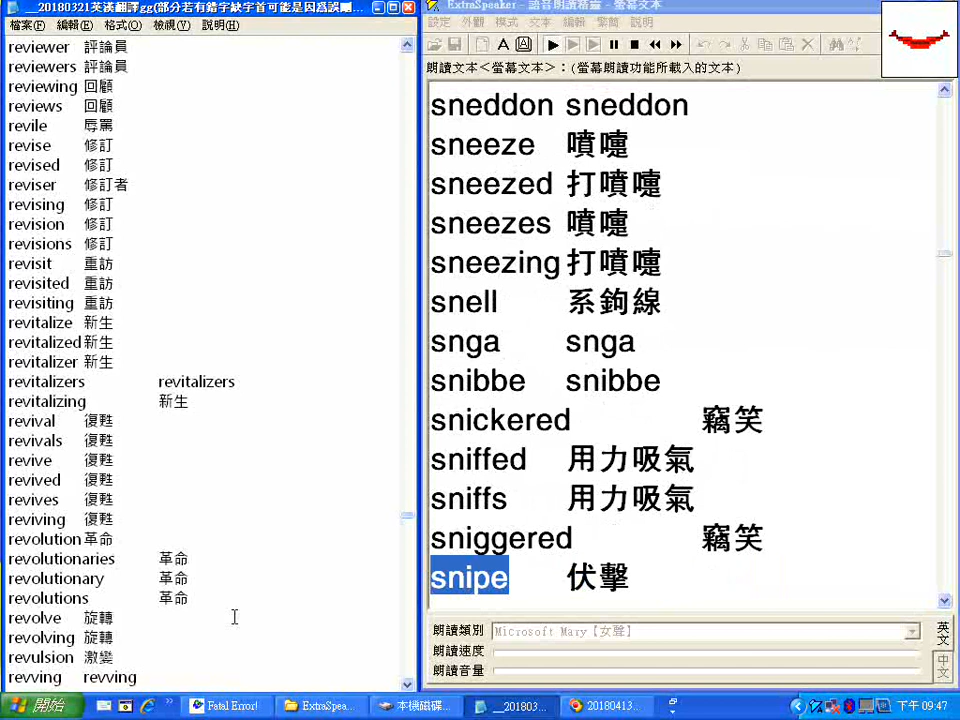 __20180321英漢翻譯gg(部分若有錯字缺字首可能是因爲誤刪...
檔案(F) 編輯(E) 格式(O) 檢視(V) 說明(H)
reviewer 評論員
reviewers 評論員
reviewing 回顧
reviews 回顧
revile 辱罵
revise 修訂
revised 修訂
reviser 修訂者
revising 修訂
revision 修訂
revisions 修訂
revisit 重訪
revisited 重訪
revisiting 重訪
revitalize 新生
revitalized 新生
revitalizer 新生
revitalizers revitalizers
revitalizing 新生
revival 復甦
revivals 復甦
revive 復甦
revived 復甦
revives 復甦
reviving 復甦
revolution 革命
revolutionaries 革命
revolutionary 革命
revolutions 革命
revolve 旋轉
revolving 旋轉
revulsion 激變
revving revving
ExtraSpeaker - 語音朗讀精靈 - 螢幕文本
設定 外觀 模式 文本 編輯 繁簡 說明
朗讀文本<螢幕文本>：(螢幕朗讀功能所載入的文本)
sneddon sneddon
sneeze 噴嚏
sneezed 打噴嚏
sneezes 噴嚏
sneezing 打噴嚏
snell 系鉤線
snga snga
snibbe snibbe
snickered 竊笑
sniffed 用力吸氣
sniffs 用力吸氣
sniggered 竊笑
snipe 伏擊
朗讀類別 Microsoft Mary【女聲】
朗讀速度
朗讀音量
英文
中文
開始 Fatal Error! ExtraSpea... 本機磁碟... __201803... 20180413... 下午 09:47